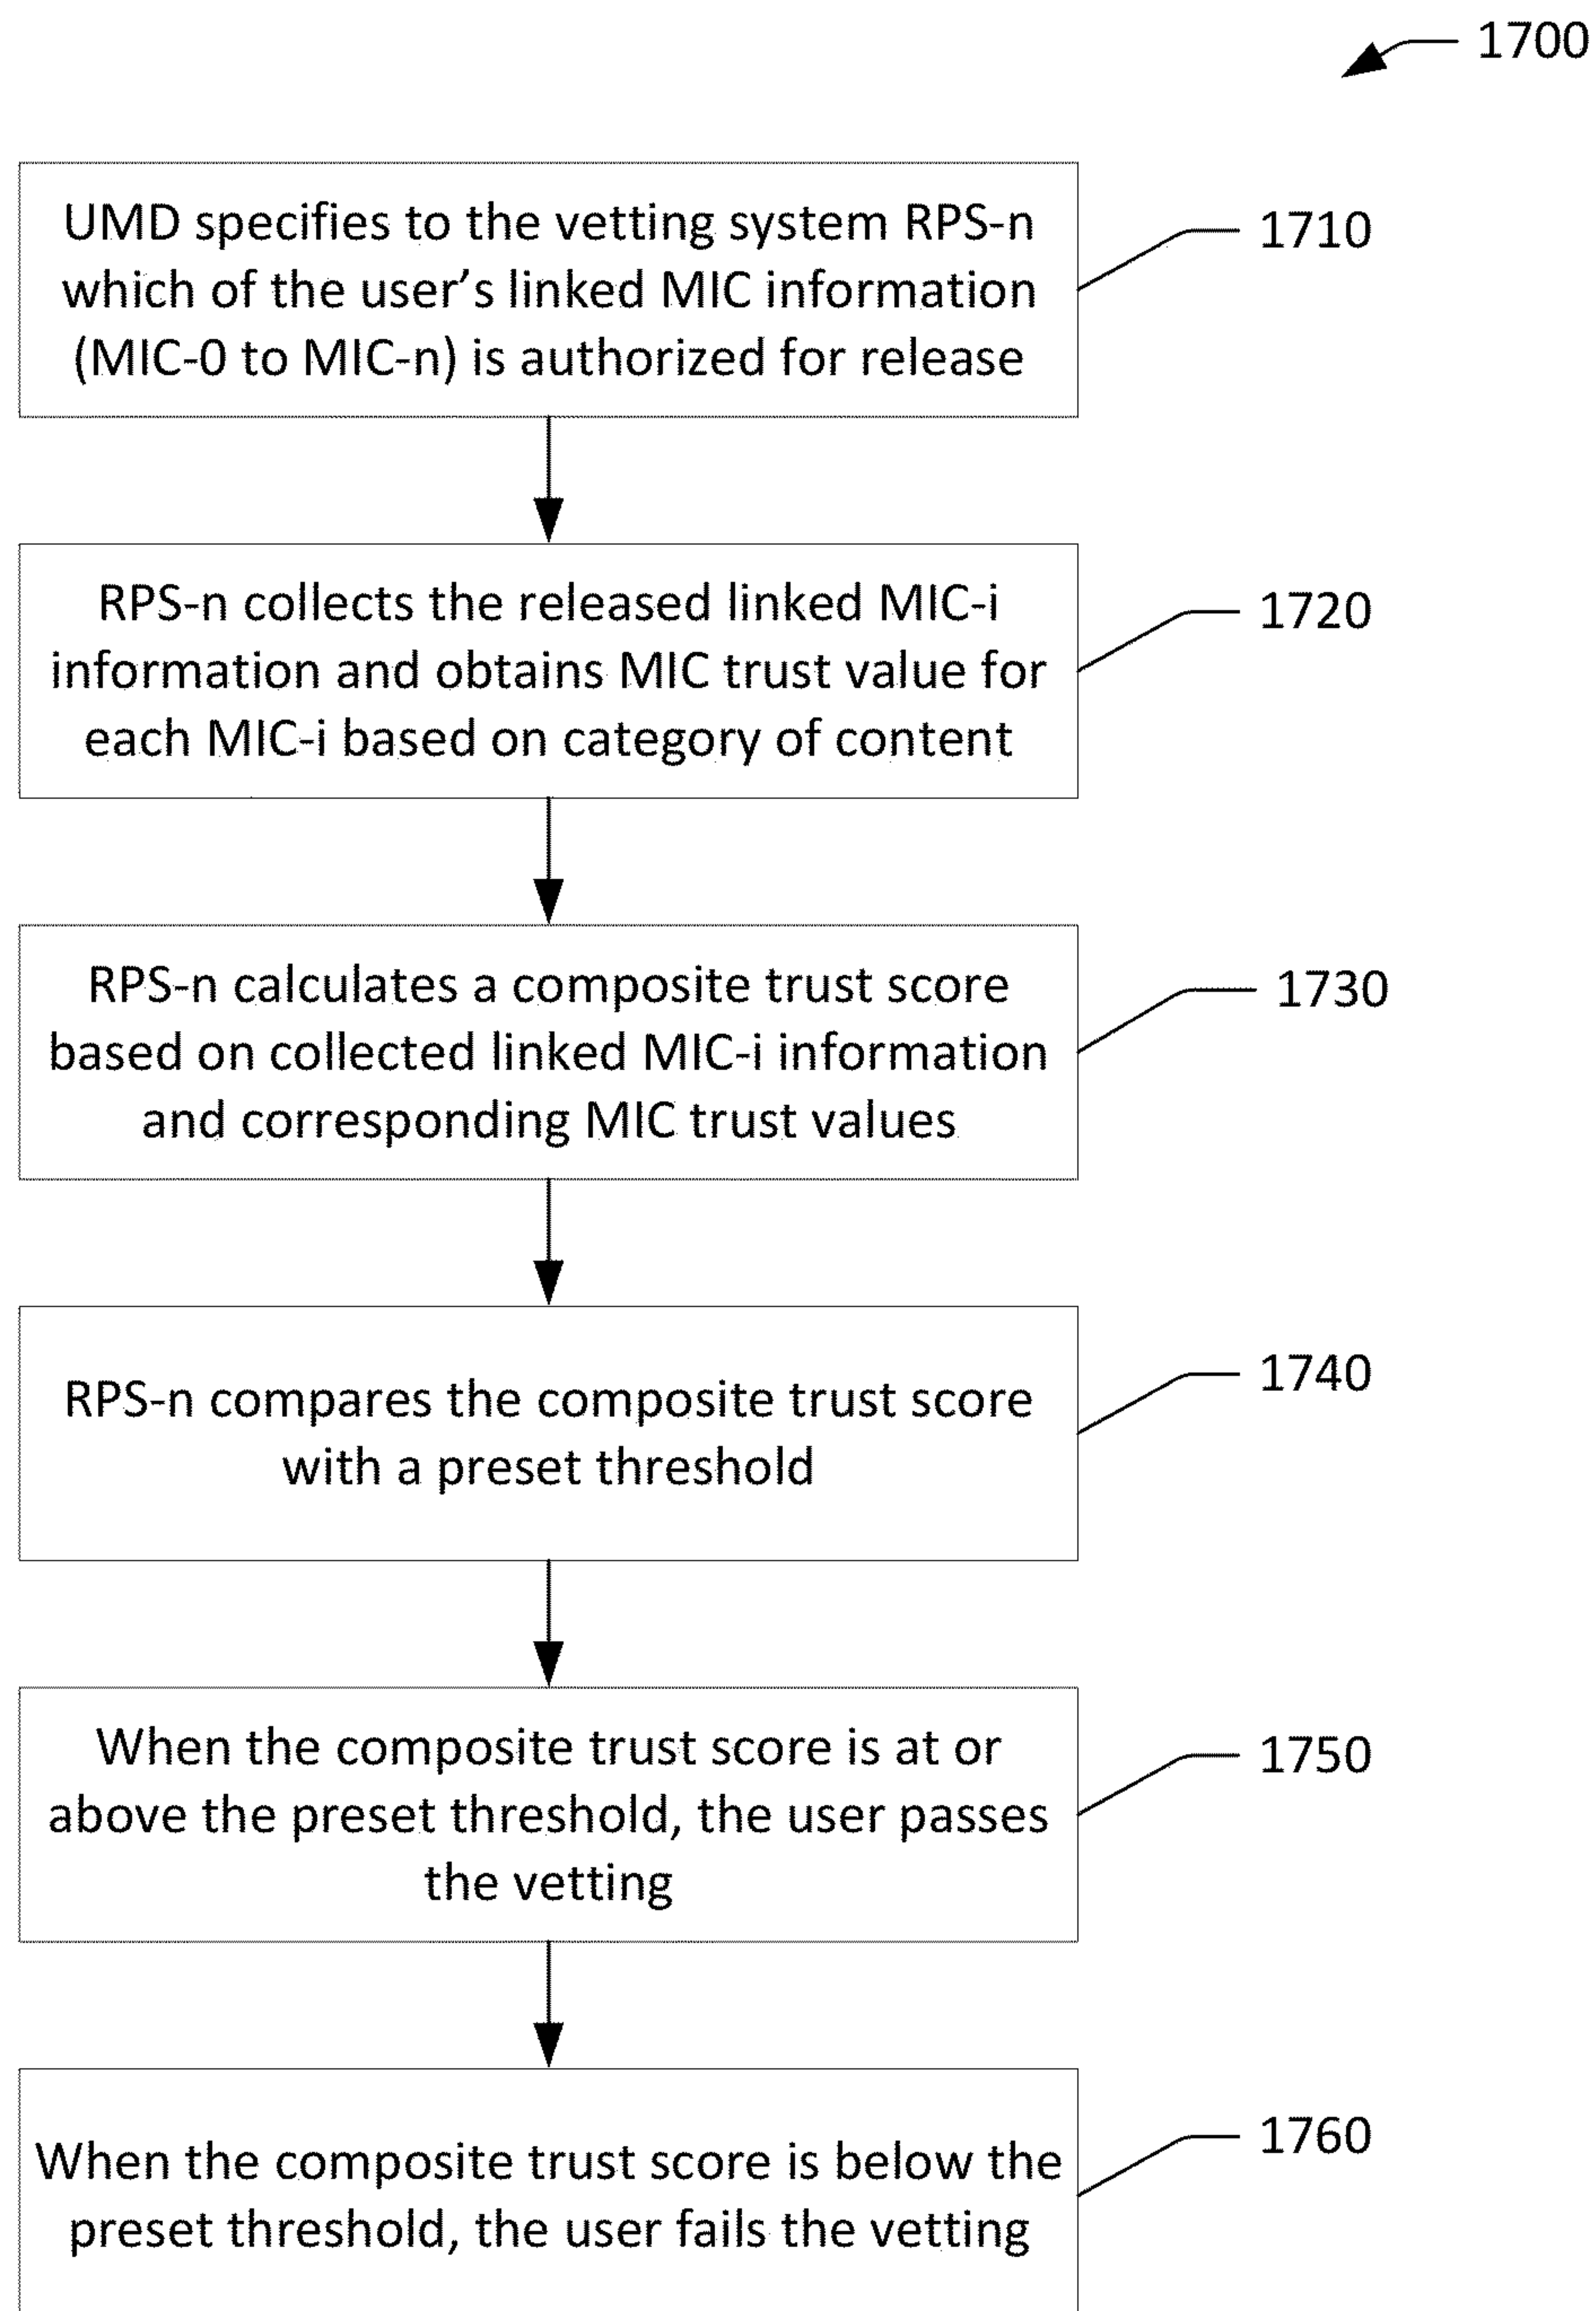 1700
UMD specifies to the vetting system RPS-n
which of the user's linked MIC information
(MIC-0 to MIC-n) is authorized for release
1710
RPS-n collects the released linked MIC-i
information and obtains MIC trust value for
each MIC-i based on category of content
1720
RPS-n calculates a composite trust score
based on collected linked MIC-i information
and corresponding MIC trust values
1730
RPS-n compares the composite trust score
with a preset threshold
1740
When the composite trust score is at or
above the preset threshold, the user passes
the vetting
1750
When the composite trust score is below the
preset threshold, the user fails the vetting
1760